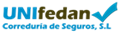 UNIfedan
Correduría de Seguros, S.L